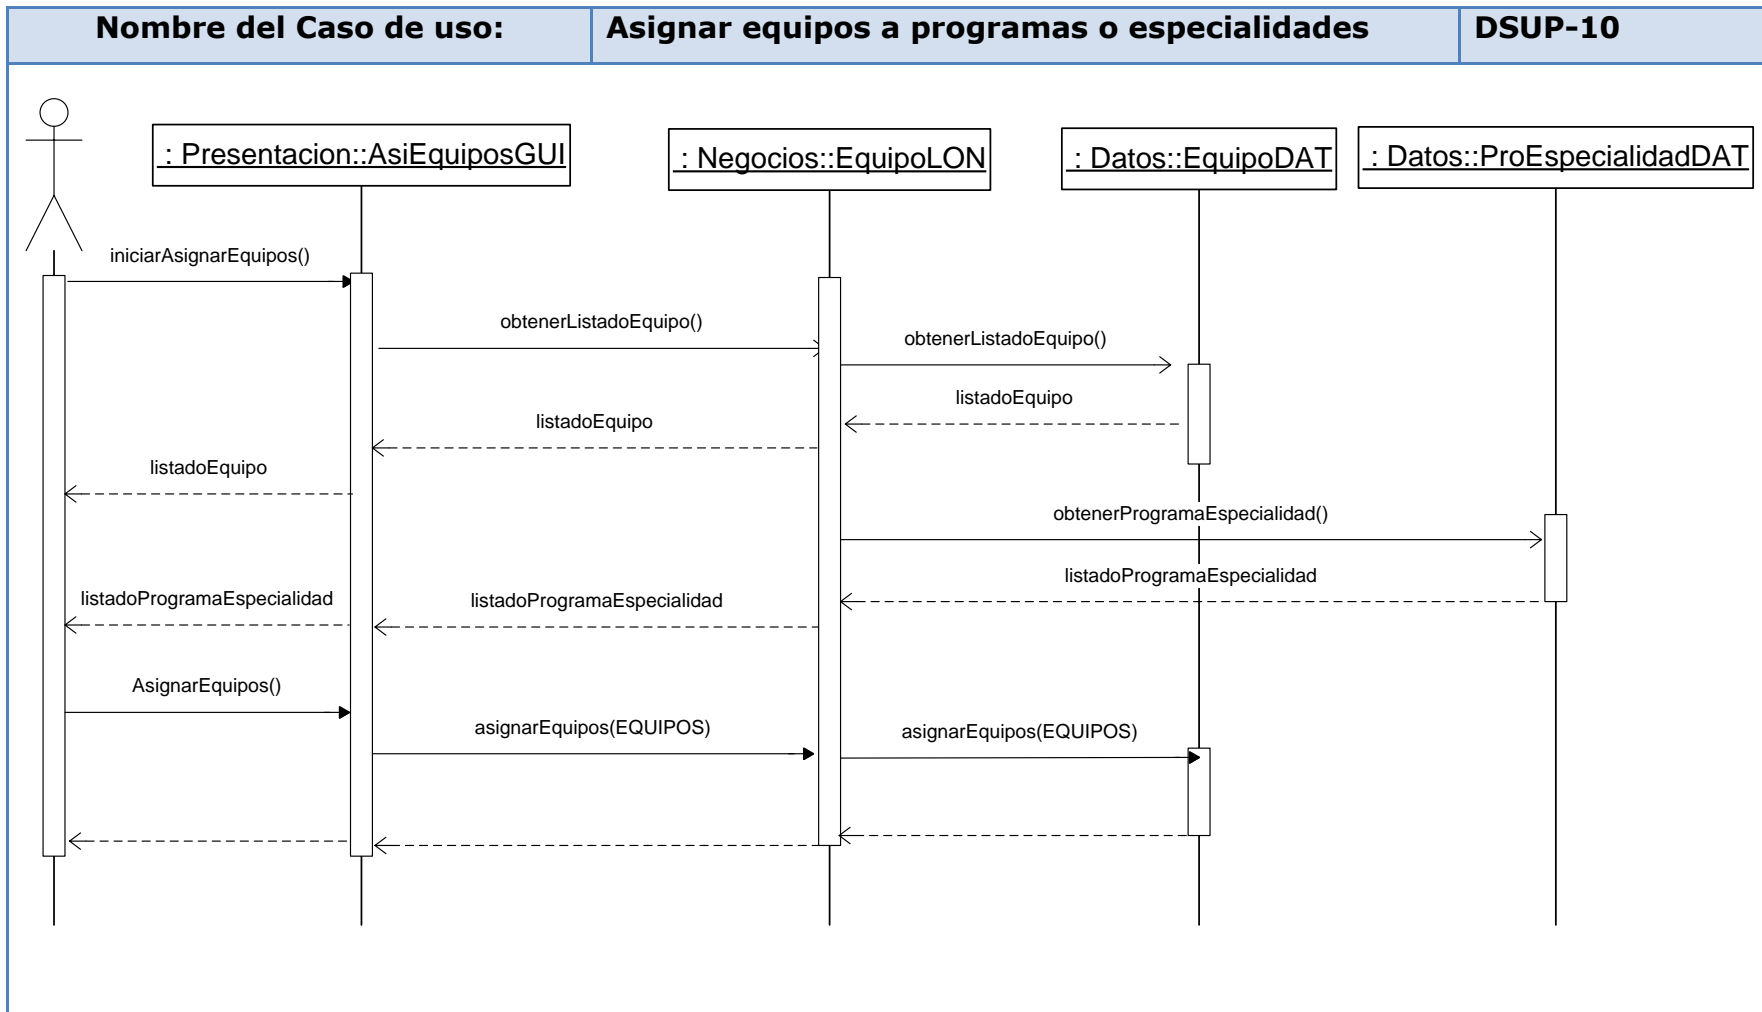 Nombre del Caso de uso:
Asignar equipos a programas o especialidades
DSUP-10
: Presentacion::AsiEquiposGUI
: Negocios::EquipoLON
: Datos::EquipoDAT
: Datos::ProEspecialidadDAT
iniciarAsignarEquipos()
obtenerListadoEquipo()
obtenerListadoEquipo()
listadoEquipo
listadoEquipo
listadoEquipo
obtenerProgramaEspecialidad()
listadoProgramaEspecialidad
listadoProgramaEspecialidad
listadoProgramaEspecialidad
AsignarEquipos()
asignarEquipos(EQUIPOS)
asignarEquipos(EQUIPOS)